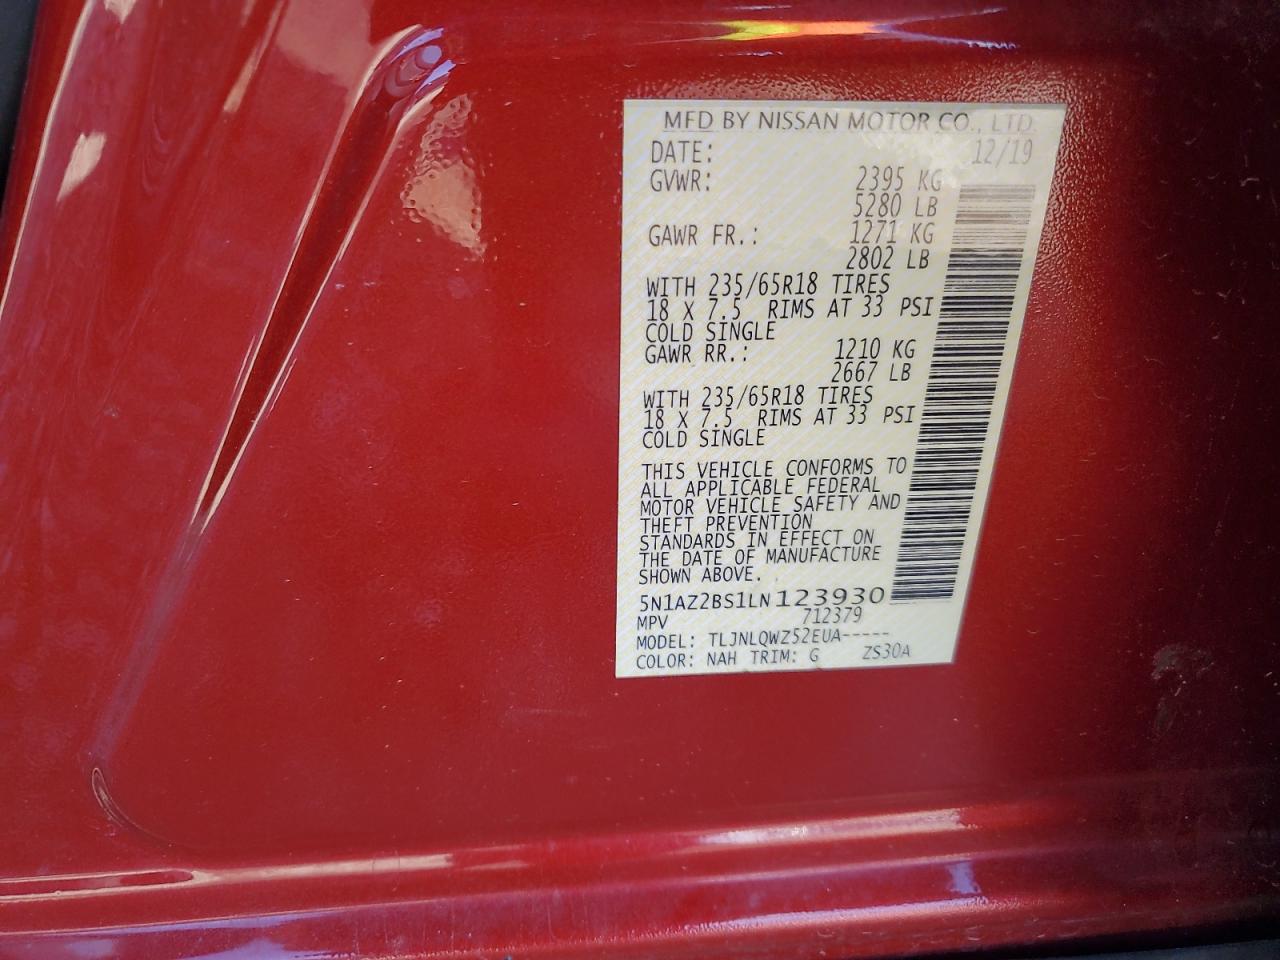 MFD BY NISSAN MOTOR CO., LTD.
DATE: 12/19
GVWR: 2395 KG
5280 LB
GAWR FR.: 1271 KG
2802 LB
WITH 235/65R18 TIRES
18 X 7.5 RIMS AT 33 PSI
COLD SINGLE
GAWR RR.: 1210 KG
2667 LB
WITH 235/65R18 TIRES
18 X 7.5 RIMS AT 33 PSI
COLD SINGLE
THIS VEHICLE CONFORMS TO
ALL APPLICABLE FEDERAL
MOTOR VEHICLE SAFETY AND
THEFT PREVENTION
STANDARDS IN EFFECT ON
THE DATE OF MANUFACTURE
SHOWN ABOVE.
5N1AZ2BS1LN123930
MPV 712379
MODEL: TLJNLQWZ52EUA-----
COLOR: NAH TRIM: G ZS30A